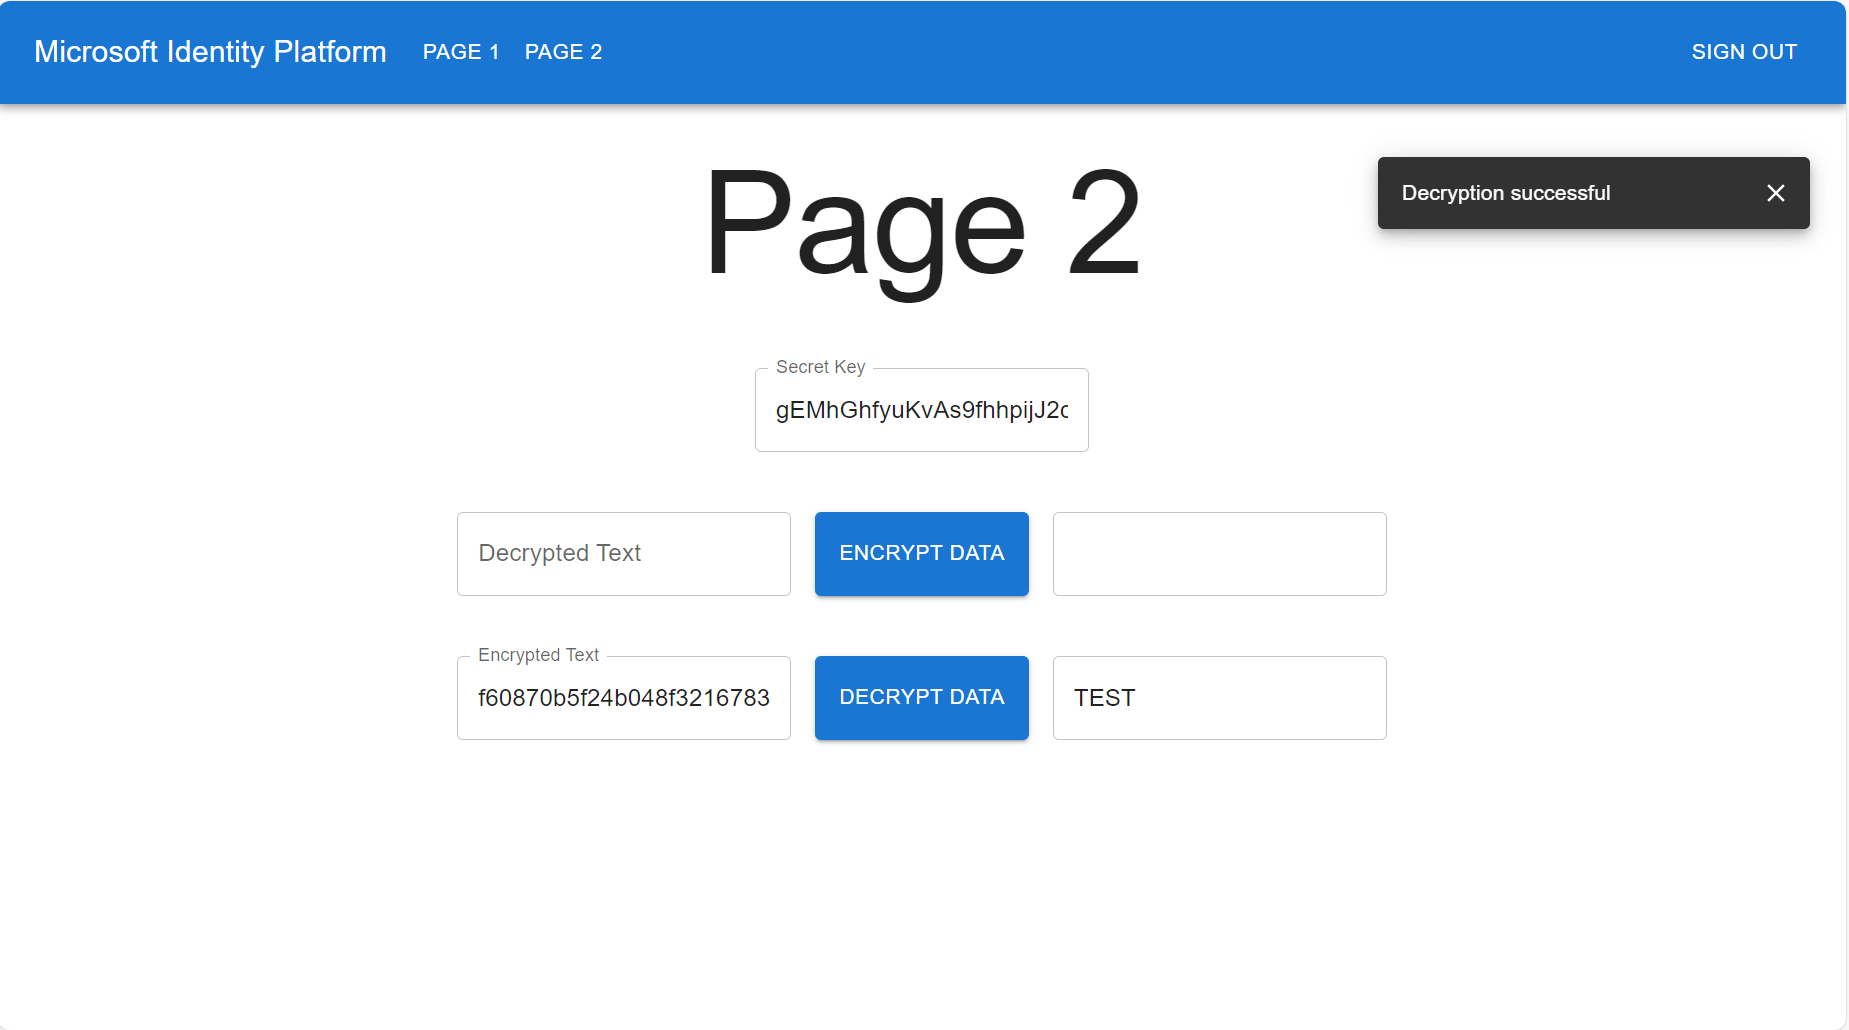 Microsoft Identity Platform PAGE 1 PAGE 2 SIGN OUT
Decryption successful
Page 2
Secret Key
gEMhGhfyuKvAs9fhhpijJ2c
Decrypted Text ENCRYPT DATA
Encrypted Text
f60870b5f24b048f3216783 DECRYPT DATA TEST